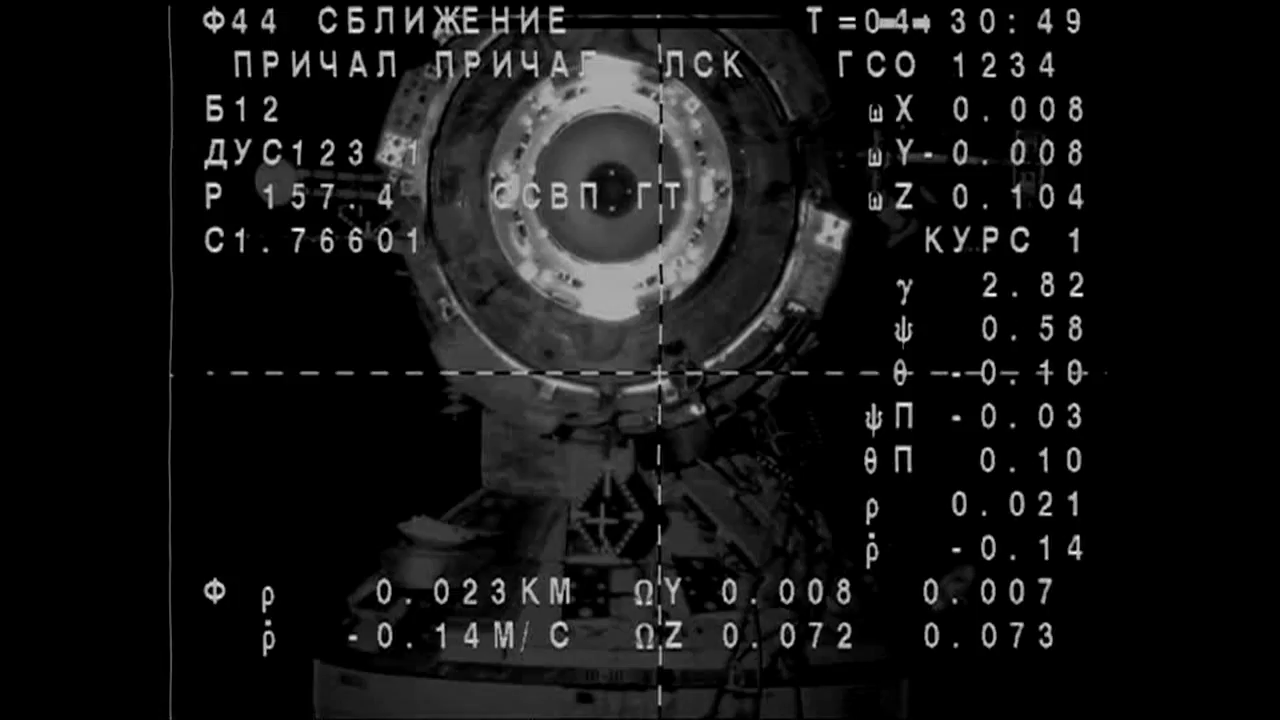 Ф44 СБЛИЖЕНИЕ T=04 30:49
ПРИЧАЛ ПРИЧАЛ ЛСК ГСО 1234
Б12 ωX 0.008
ДУС123 1 ωY-0.008
Р 157.4 ССВП ГТ ωZ 0.104
С1.76601 КУРС 1
γ 2.82
ψ 0.58
θ -0.10
ψП -0.03
θП 0.10
ρ 0.021
ρ̇ -0.14
Ф ρ 0.023КМ ΩY 0.008 0.007
ρ̇ -0.14М/С ΩZ 0.072 0.073